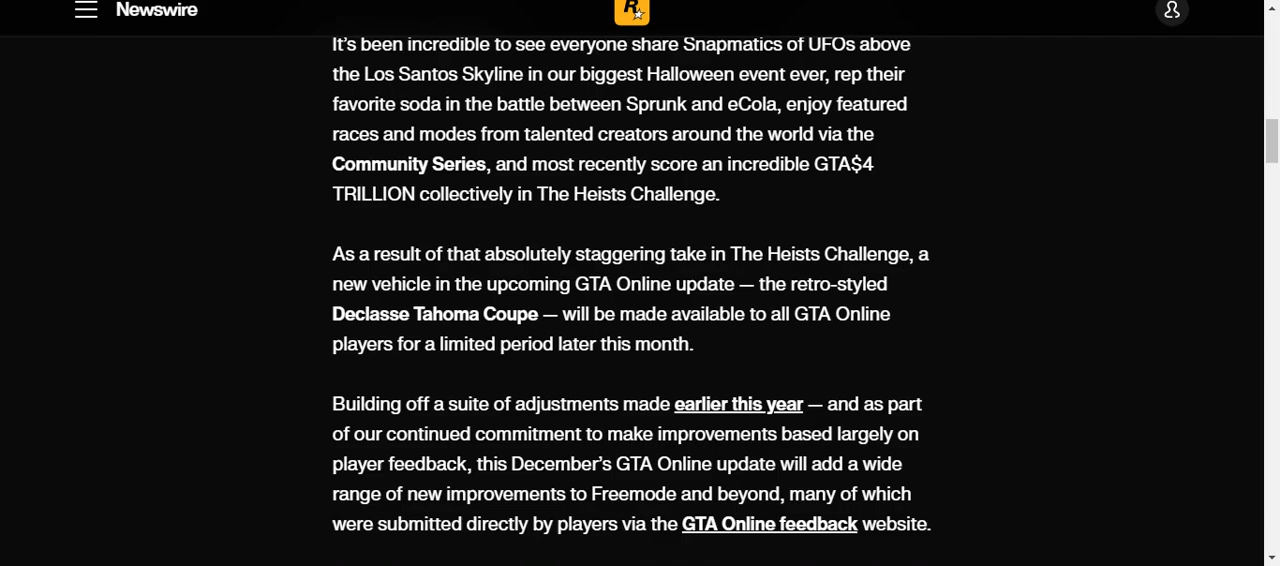 Newswire
It's been incredible to see everyone share Snapmatics of UFOs above
the Los Santos Skyline in our biggest Halloween event ever, rep their
favorite soda in the battle between Sprunk and eCola, enjoy featured
races and modes from talented creators around the world via the
Community Series, and most recently score an incredible GTA$4
TRILLION collectively in The Heists Challenge.
As a result of that absolutely staggering take in The Heists Challenge, a
new vehicle in the upcoming GTA Online update — the retro-styled
Declasse Tahoma Coupe — will be made available to all GTA Online
players for a limited period later this month.
Building off a suite of adjustments made earlier this year — and as part
of our continued commitment to make improvements based largely on
player feedback, this December's GTA Online update will add a wide
range of new improvements to Freemode and beyond, many of which
were submitted directly by players via the GTA Online feedback website.